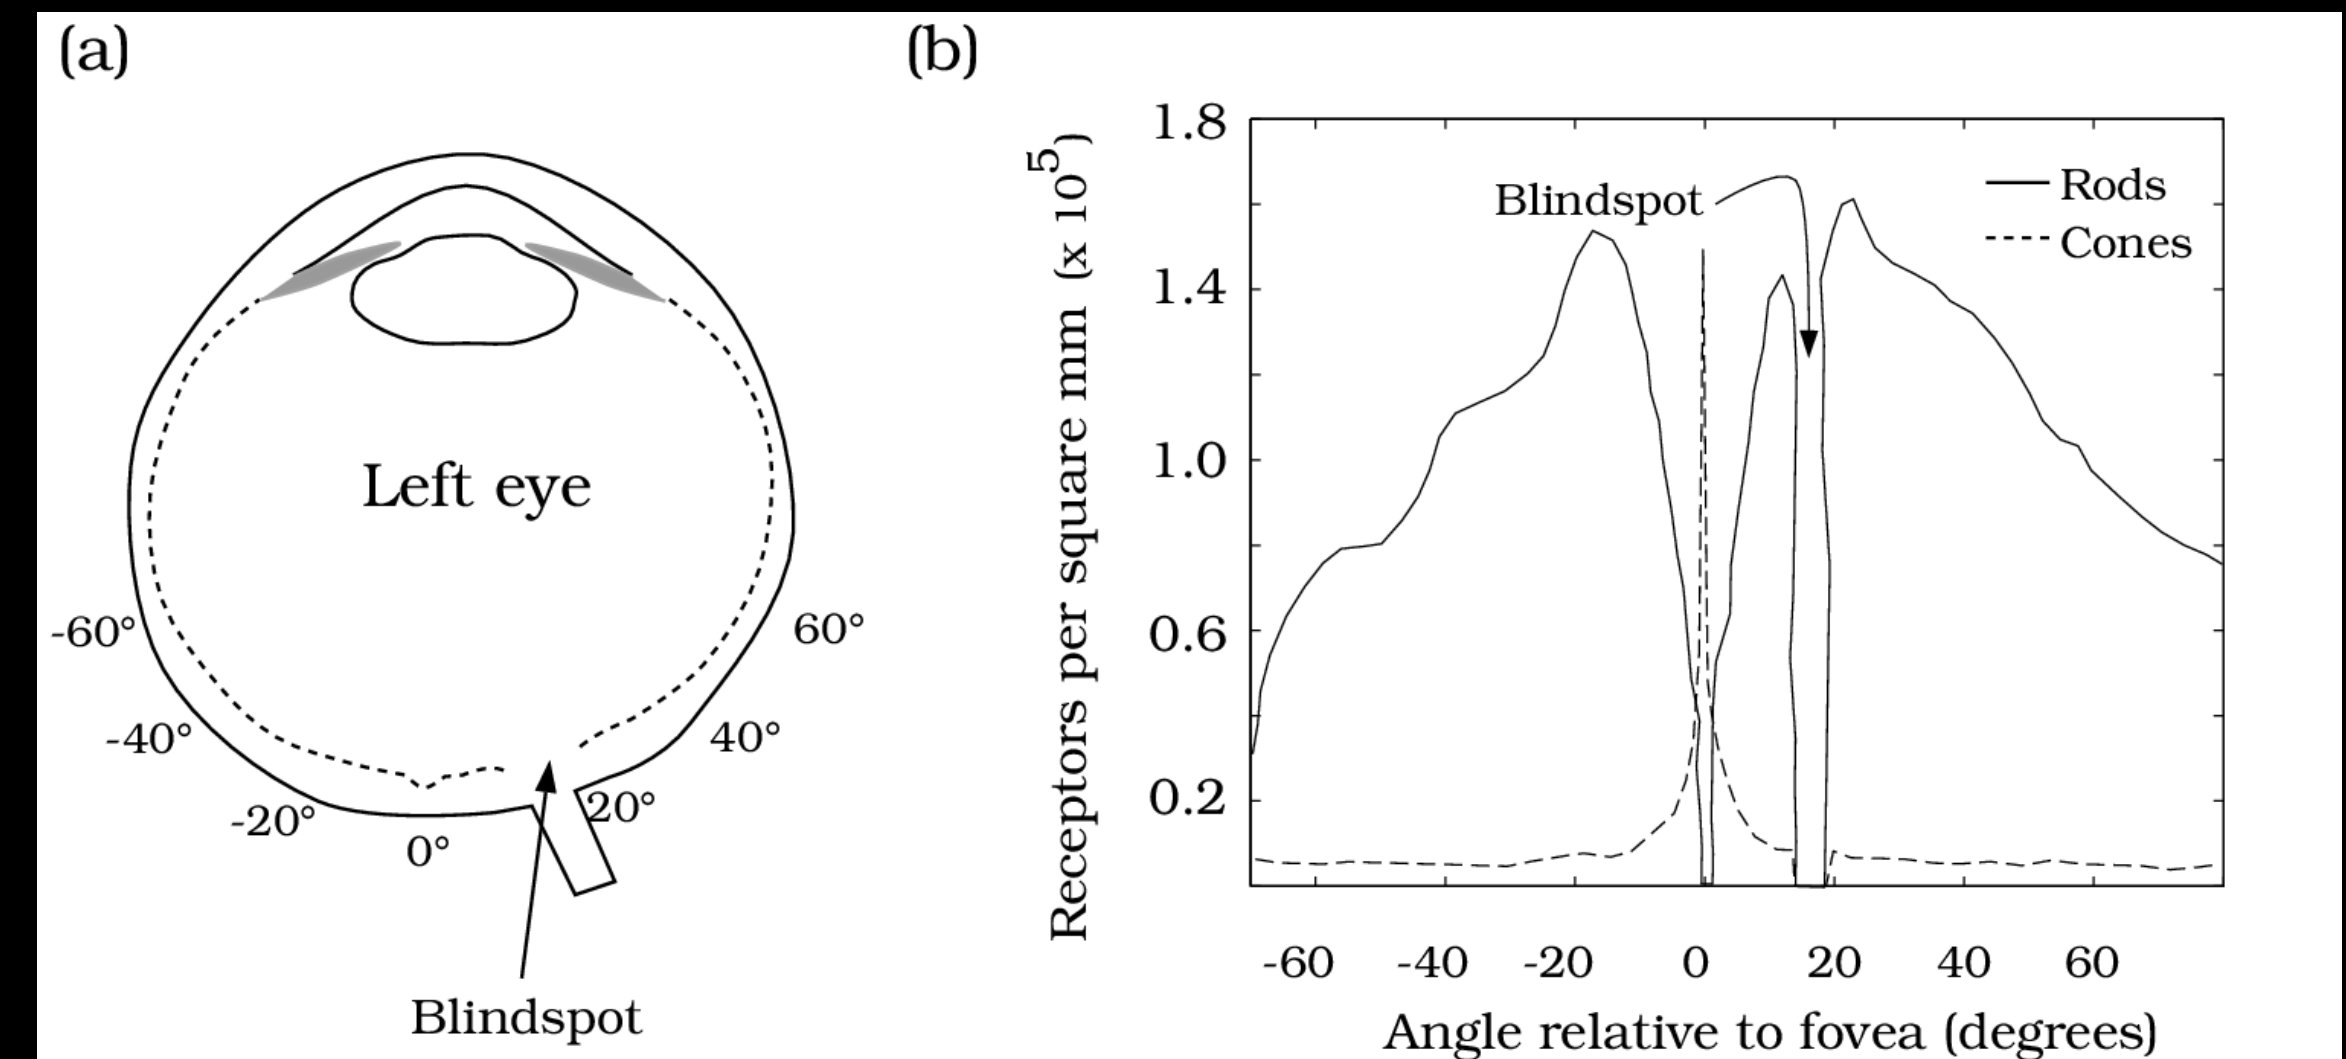 (a)
Left eye
-60°
-40°
-20°
0°
20°
40°
60°
Blindspot
(b)
Receptors per square mm (x 10⁵)
1.8
1.4
1.0
0.6
0.2
Blindspot
Rods
Cones
-60 -40 -20 0 20 40 60
Angle relative to fovea (degrees)